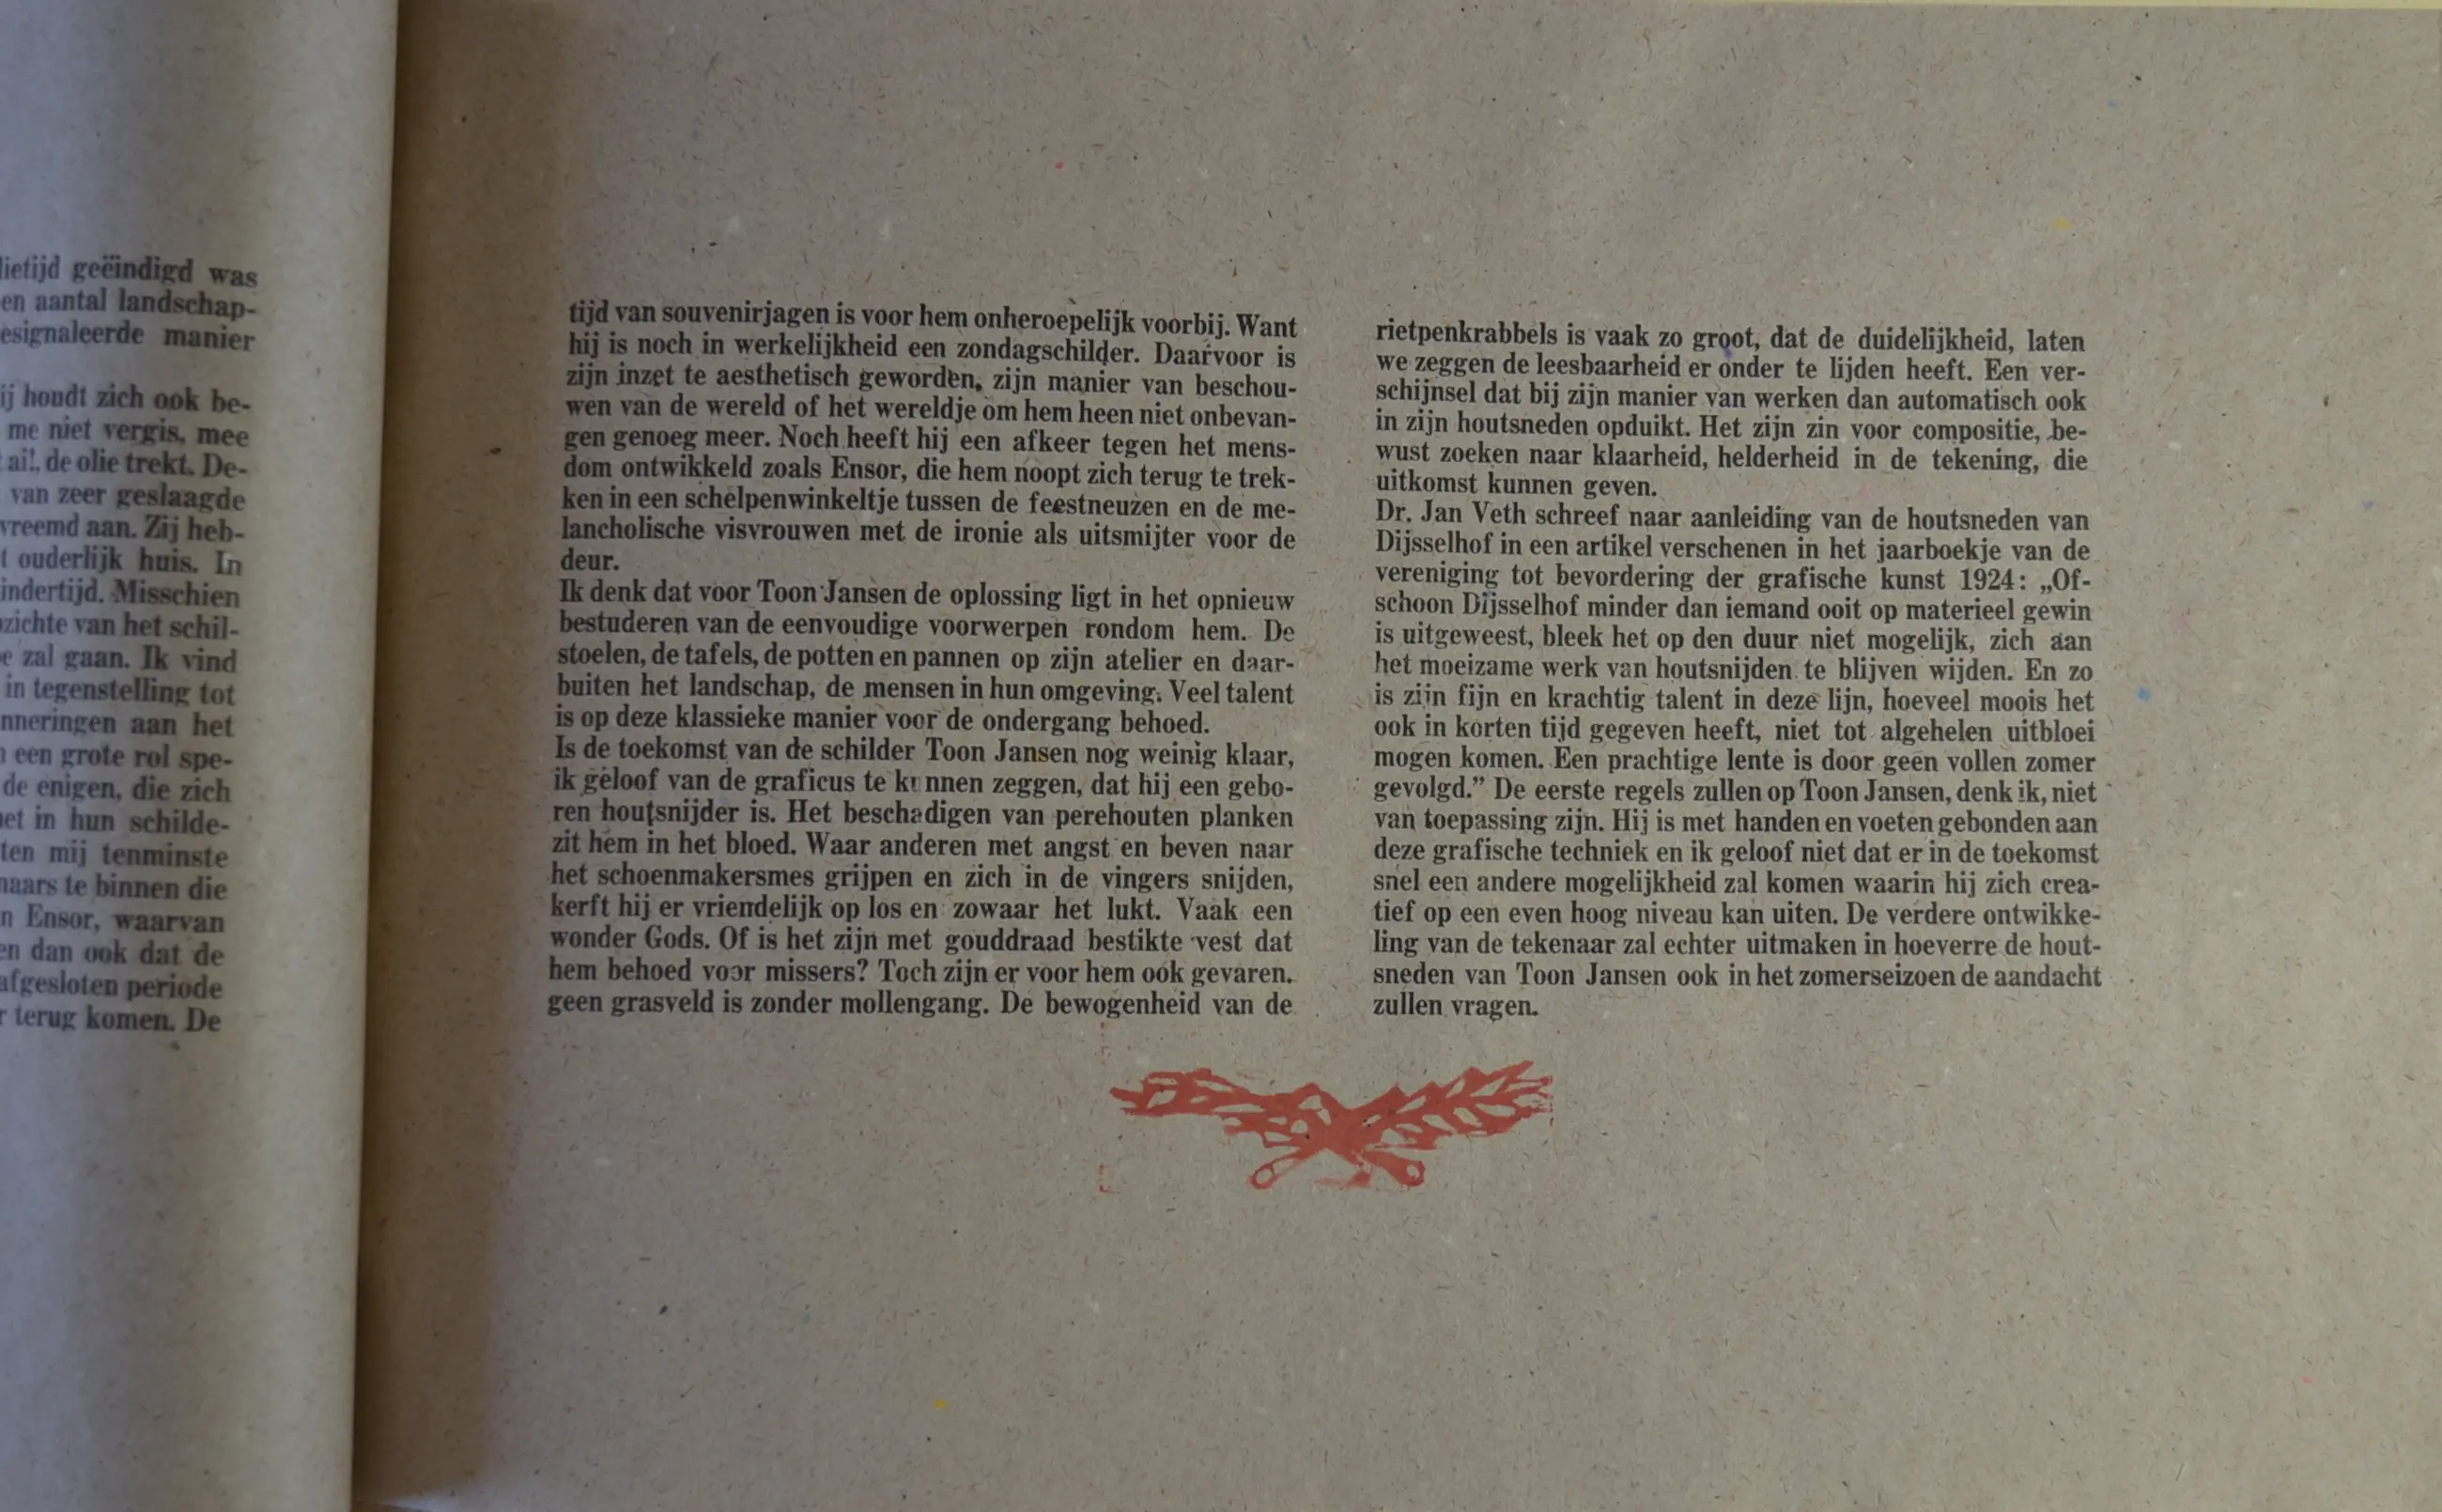 lietijd geëindigd was
en aantal landschap-
esignaleerde manier
ij houdt zich ook be-
me niet vergis, mee
ai!, de olie trekt. De-
van zeer geslaagde
vreemd aan. Zij heb-
t ouderlijk huis. In
indertijd. Misschien
zichte van het schil-
e zal gaan. Ik vind
in tegenstelling tot
nneringen aan het
een grote rol spe-
de enigen, die zich
et in hun schilde-
ten mij tenminste
naars te binnen die
n Ensor, waarvan
en dan ook dat de
afgesloten periode
r terug komen. De
tijd van souvenirjagen is voor hem onheroepelijk voorbij. Want
hij is noch in werkelijkheid een zondagschilder. Daarvoor is
zijn inzet te aesthetisch geworden, zijn manier van beschou-
wen van de wereld of het wereldje om hem heen niet onbevan-
gen genoeg meer. Noch heeft hij een afkeer tegen het mens-
dom ontwikkeld zoals Ensor, die hem noopt zich terug te trek-
ken in een schelpenwinkeltje tussen de feestneuzen en de me-
lancholische visvrouwen met de ironie als uitsmijter voor de
deur.
Ik denk dat voor Toon Jansen de oplossing ligt in het opnieuw
bestuderen van de eenvoudige voorwerpen rondom hem. De
stoelen, de tafels, de potten en pannen op zijn atelier en daar-
buiten het landschap, de mensen in hun omgeving. Veel talent
is op deze klassieke manier voor de ondergang behoed.
Is de toekomst van de schilder Toon Jansen nog weinig klaar,
ik geloof van de graficus te kunnen zeggen, dat hij een gebo-
ren houtsnijder is. Het beschadigen van perehouten planken
zit hem in het bloed. Waar anderen met angst en beven naar
het schoenmakersmes grijpen en zich in de vingers snijden,
kerft hij er vriendelijk op los en zowaar het lukt. Vaak een
wonder Gods. Of is het zijn met gouddraad bestikte vest dat
hem behoed voor missers? Toch zijn er voor hem ook gevaren.
geen grasveld is zonder mollengang. De bewogenheid van de
rietpenkrabbels is vaak zo groot, dat de duidelijkheid, laten
we zeggen de leesbaarheid er onder te lijden heeft. Een ver-
schijnsel dat bij zijn manier van werken dan automatisch ook
in zijn houtsneden opduikt. Het zijn zin voor compositie, be-
wust zoeken naar klaarheid, helderheid in de tekening, die
uitkomst kunnen geven.
Dr. Jan Veth schreef naar aanleiding van de houtsneden van
Dijsselhof in een artikel verschenen in het jaarboekje van de
vereniging tot bevordering der grafische kunst 1924: „Of-
schoon Dijsselhof minder dan iemand ooit op materieel gewin
is uitgeweest, bleek het op den duur niet mogelijk, zich aan
het moeizame werk van houtsnijden te blijven wijden. En zo
is zijn fijn en krachtig talent in deze lijn, hoeveel moois het
ook in korten tijd gegeven heeft, niet tot algehelen uitbloei
mogen komen. Een prachtige lente is door geen vollen zomer
gevolgd.” De eerste regels zullen op Toon Jansen, denk ik, niet
van toepassing zijn. Hij is met handen en voeten gebonden aan
deze grafische techniek en ik geloof niet dat er in de toekomst
snel een andere mogelijkheid zal komen waarin hij zich crea-
tief op een even hoog niveau kan uiten. De verdere ontwikke-
ling van de tekenaar zal echter uitmaken in hoeverre de hout-
sneden van Toon Jansen ook in het zomerseizoen de aandacht
zullen vragen.